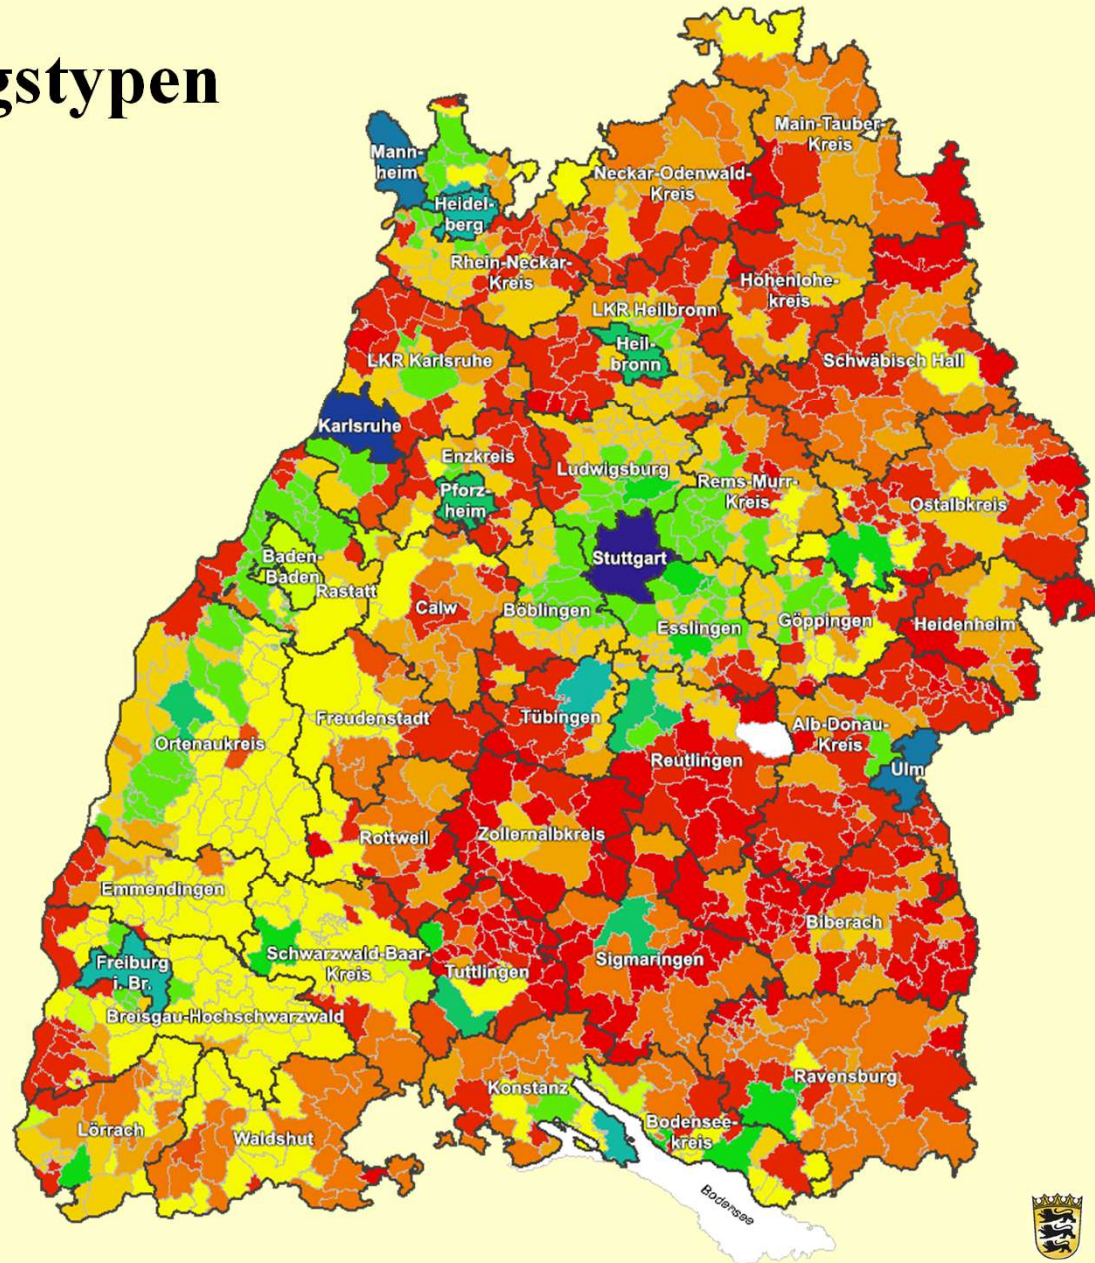 gstypen
Main-Tauber-
Kreis
Mann-
heim
Neckar-Odenwald-
Kreis
Heidel-
berg
Rhein-Neckar-
Kreis
Hohenlohe-
kreis
LKR Heilbronn
Heil-
bronn
LKR Karlsruhe
Schwäbisch Hall
Karlsruhe
Enzkreis
Ludwigsburg
Rems-Murr-
Kreis
Pforz-
heim
Ostalbkreis
Stuttgart
Baden-
Baden
Rastatt
Calw
Böblingen
Esslingen
Göppingen
Heidenheim
Freudenstadt
Tübingen
Alb-Donau-
Kreis
Ortenaukreis
Reutlingen
Ulm
Rottweil
Zollernalbkreis
Emmendingen
Biberach
Freiburg
i. Br.
Schwarzwald-Baar-
Kreis
Tuttlingen
Sigmaringen
Breisgau-Hochschwarzwald
Konstanz
Ravensburg
Lörrach
Waldshut
Bodensee-
kreis
Bodensee